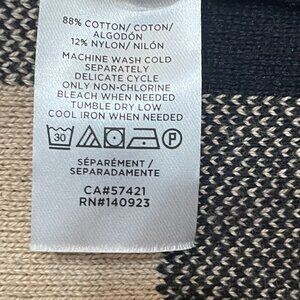 88% COTTON/ COTON/
ALGODÓN
12% NYLON/ NILÓN
MACHINE WASH COLD
SEPARATELY
DELICATE CYCLE
ONLY NON-CHLORINE
BLEACH WHEN NEEDED
TUMBLE DRY LOW
COOL IRON WHEN NEEDED
30 P
SÉPARÉMENT /
SEPARADAMENTE
CA#57421
RN#140923